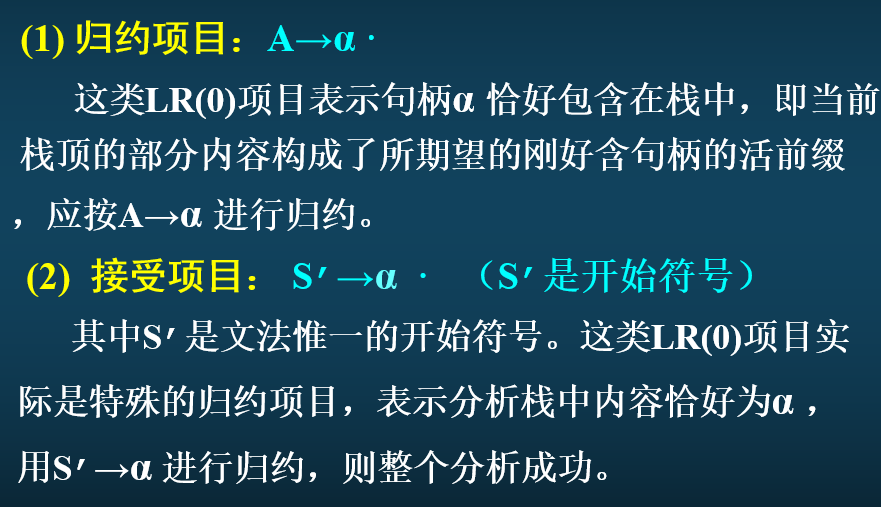 (1) 归约项目：A→α ·
这类LR(0)项目表示句柄α 恰好包含在栈中，即当前
栈顶的部分内容构成了所期望的刚好含句柄的活前缀
，应按A→α 进行归约。
(2) 接受项目： S′→α · （S′是开始符号）
其中S′是文法惟一的开始符号。这类LR(0)项目实
际是特殊的归约项目，表示分析栈中内容恰好为α ，
用S′→α 进行归约，则整个分析成功。